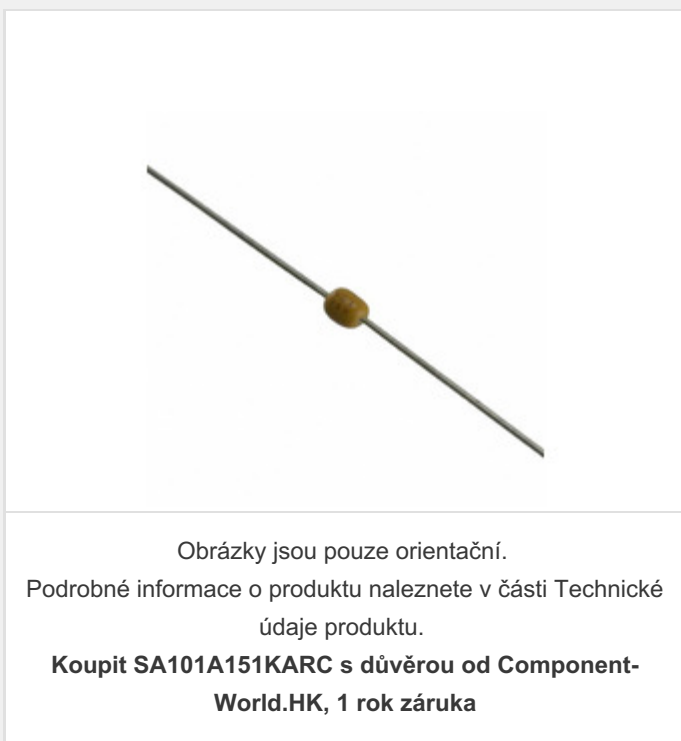 Obrázky jsou pouze orientační.
Podrobné informace o produktu naleznete v části Technické
údaje produktu.
Koupit SA101A151KARC s důvěrou od Component-
World.HK, 1 rok záruka